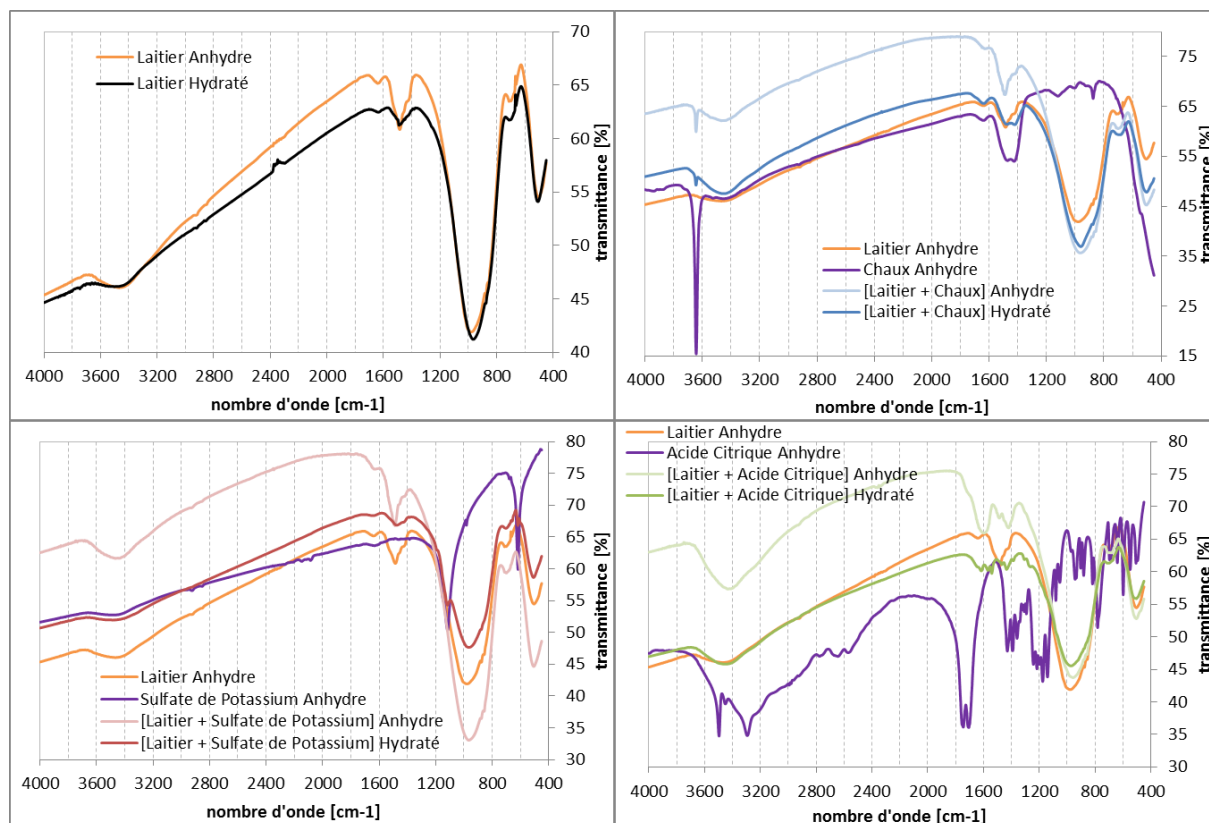 70
65
60
55
50
45
40
transmittance [%]
Laitier Anhydre
Laitier Hydraté
4000 3600 3200 2800 2400 2000 1600 1200 800 400
nombre d'onde [cm-1]
75
65
55
45
35
25
15
transmittance [%]
Laitier Anhydre
Chaux Anhydre
[Laitier + Chaux] Anhydre
[Laitier + Chaux] Hydraté
4000 3600 3200 2800 2400 2000 1600 1200 800 400
nombre d'onde [cm-1]
80
75
70
65
60
55
50
45
40
35
30
transmittance [%]
Laitier Anhydre
Sulfate de Potassium Anhydre
[Laitier + Sulfate de Potassium] Anhydre
[Laitier + Sulfate de Potassium] Hydraté
4000 3600 3200 2800 2400 2000 1600 1200 800 400
nombre d'onde [cm-1]
Laitier Anhydre
Acide Citrique Anhydre
[Laitier + Acide Citrique] Anhydre
[Laitier + Acide Citrique] Hydraté
80
75
70
65
60
55
50
45
40
35
30
transmittance [%]
4000 3600 3200 2800 2400 2000 1600 1200 800 400
nombre d'onde [cm-1]